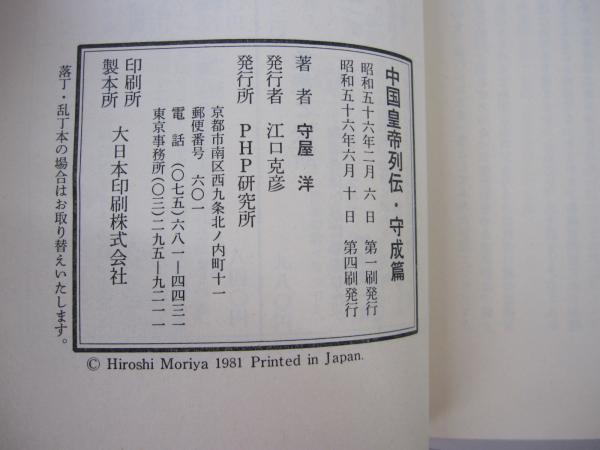 中国皇帝列伝・守成篇
昭和五十六年二月 六 日 第一刷発行
昭和五十六年六月 十 日 第四刷発行
著 者 守屋 洋
発行者 江口克彦
発行所 PHP研究所
京都市南区西九条北ノ内町十一
郵便番号 六〇一
電 話 (〇七五)六八一―四四三一
東京事務所(〇三)二九五―九二一一
印刷所
製本所
大日本印刷株式会社
落丁・乱丁本の場合はお取り替えいたします。
© Hiroshi Moriya 1981 Printed in Japan.